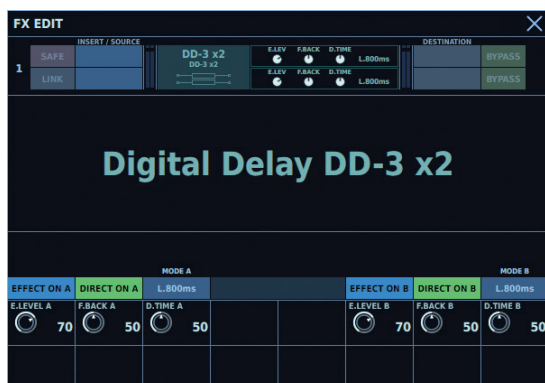 FX EDIT
INSERT / SOURCE
DESTINATION
1
SAFE
LINK
DD-3 x2
DD-3 x2
E.LEV F.BACK D.TIME
L.800ms
E.LEV F.BACK D.TIME
L.800ms
BYPASS
BYPASS
Digital Delay DD-3 x2
MODE A
MODE B
EFFECT ON A DIRECT ON A L.800ms EFFECT ON B DIRECT ON B L.800ms
E.LEVEL A F.BACK A D.TIME A E.LEVEL B F.BACK B D.TIME B
70 50 50 70 50 50